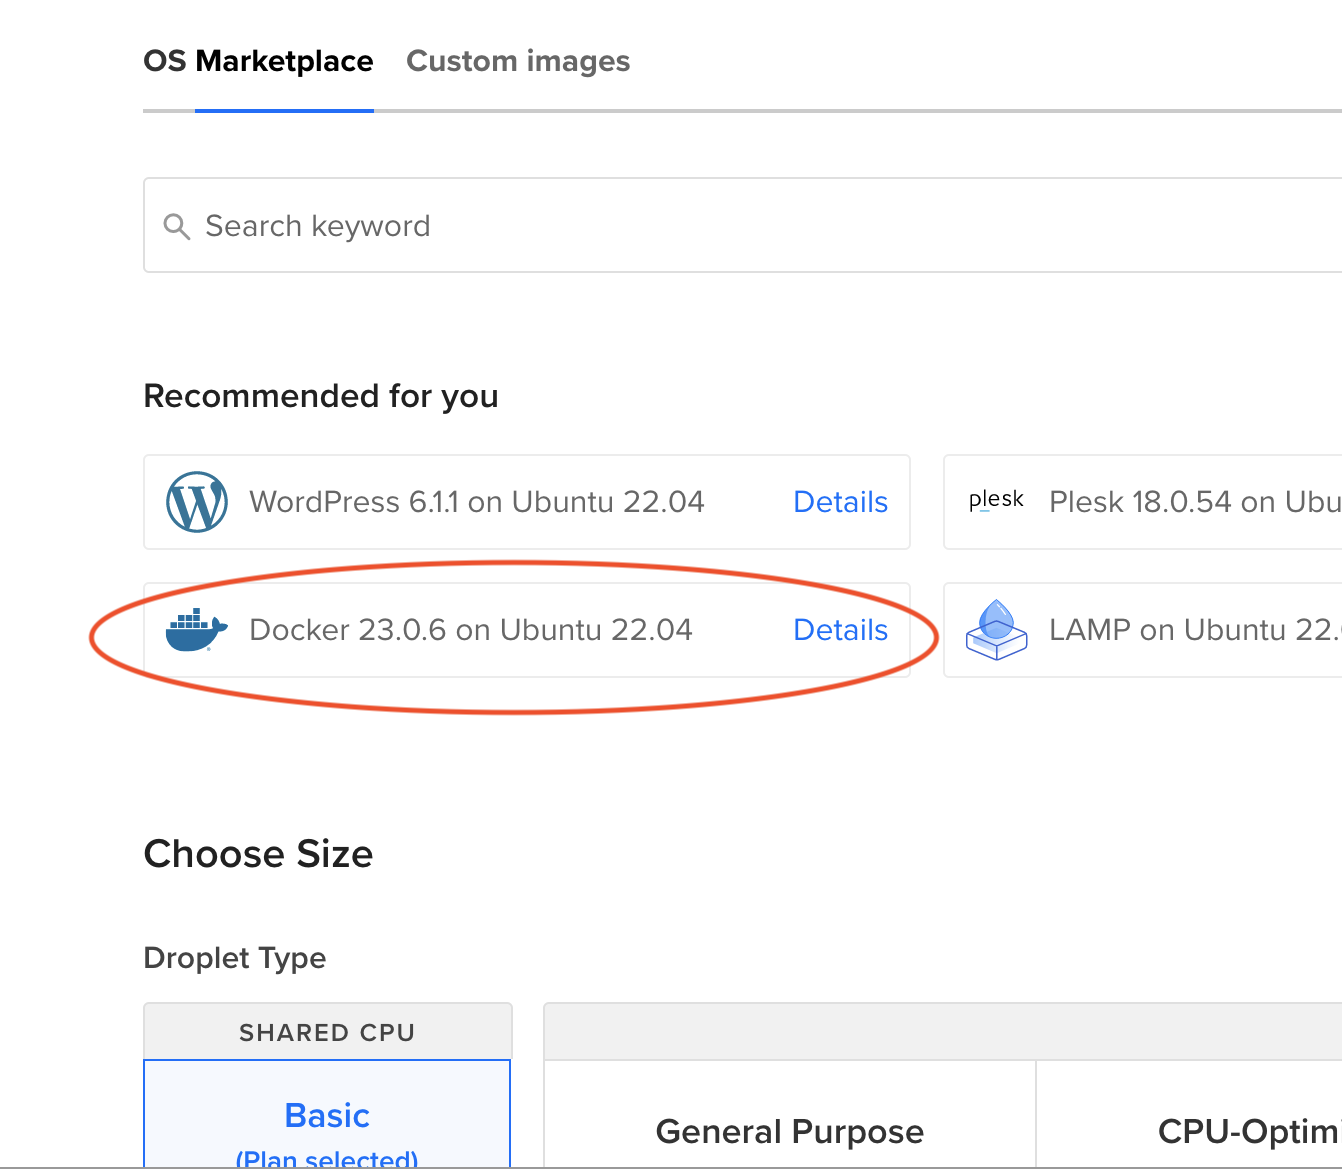 OS Marketplace Custom images
Search keyword
Recommended for you
WordPress 6.1.1 on Ubuntu 22.04 Details
plesk Plesk 18.0.54 on Ubu
Docker 23.0.6 on Ubuntu 22.04 Details
LAMP on Ubuntu 22.
Choose Size
Droplet Type
SHARED CPU
Basic
(Plan selected)
General Purpose
CPU-Optim